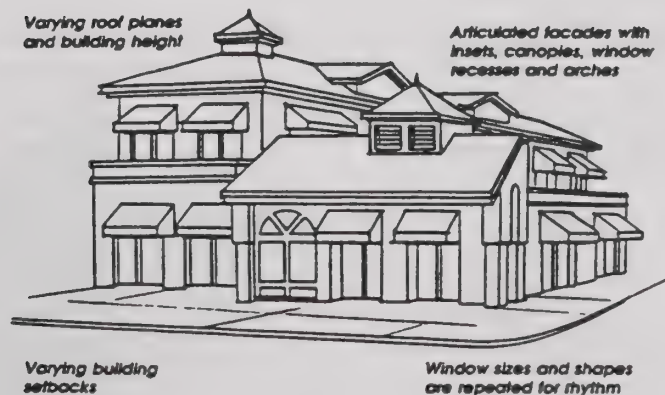 Varying roof planes
and building height
Articulated facades with
insets, canopies, window
recesses and arches
Varying building
setbacks
Window sizes and shapes
are repeated for rhythm